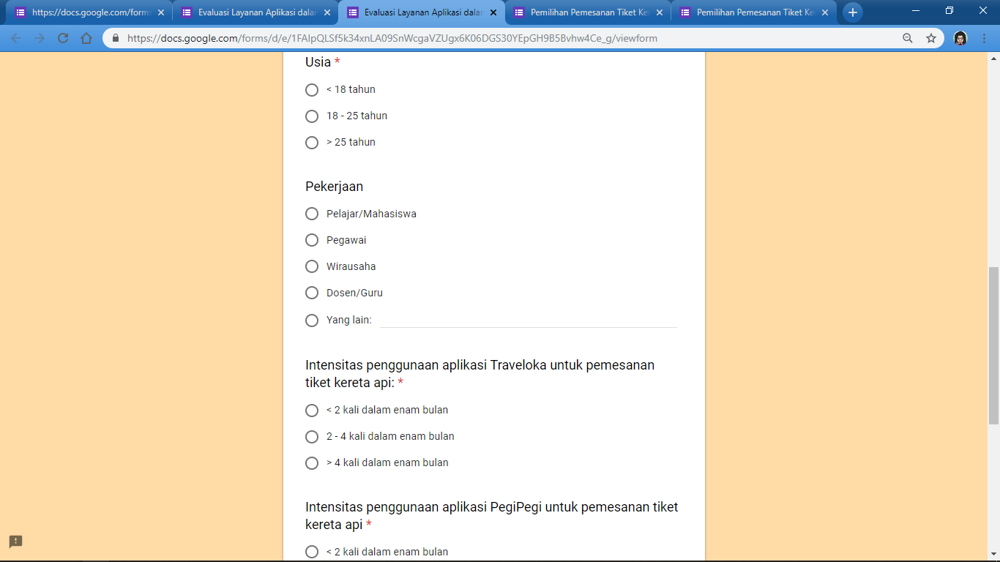 https://docs.google.com/forms
Evaluasi Layanan Aplikasi dalam
Evaluasi Layanan Aplikasi dalam
Pemilihan Pemesanan Tiket Ke
Pemilihan Pemesanan Tiket Ke
https://docs.google.com/forms/d/e/1FAIpQLSf5k34xnLA09SnWcgaVZUgx6K06DGS30YEpGH9B5Bvhw4Ce_g/viewform
Usia *
< 18 tahun
18 - 25 tahun
> 25 tahun
Pekerjaan
Pelajar/Mahasiswa
Pegawai
Wirausaha
Dosen/Guru
Yang lain:
Intensitas penggunaan aplikasi Traveloka untuk pemesanan
tiket kereta api: *
< 2 kali dalam enam bulan
2 - 4 kali dalam enam bulan
> 4 kali dalam enam bulan
Intensitas penggunaan aplikasi PegiPegi untuk pemesanan tiket
kereta api *
< 2 kali dalam enam bulan